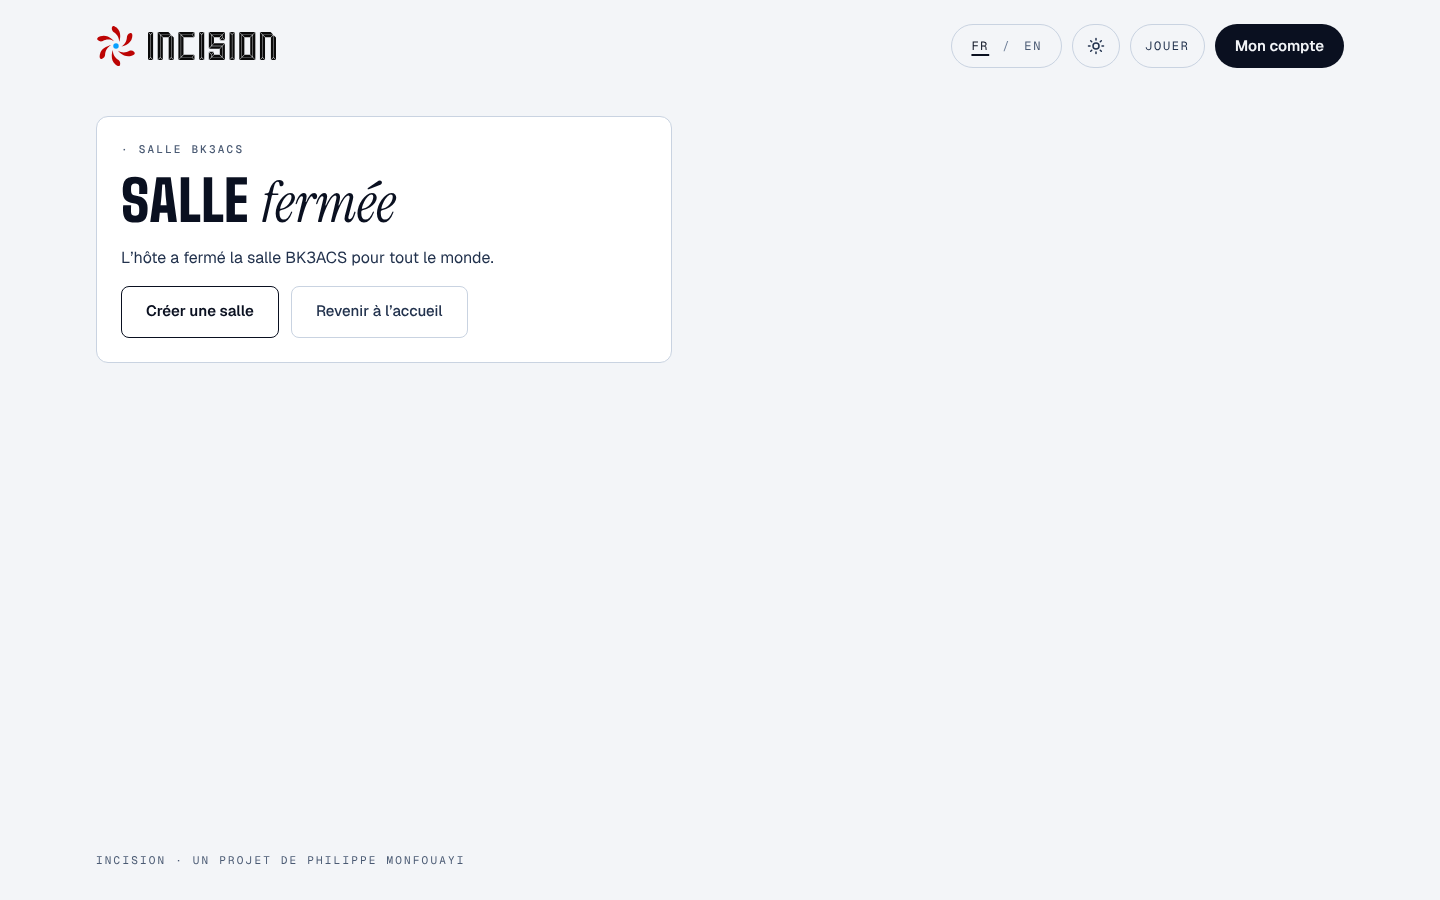 INCISION
FR / EN
JOUER
Mon compte
· SALLE BK3ACS
SALLE fermée
L’hôte a fermé la salle BK3ACS pour tout le monde.
Créer une salle
Revenir à l’accueil
INCISION · UN PROJET DE PHILIPPE MONFOUAYI